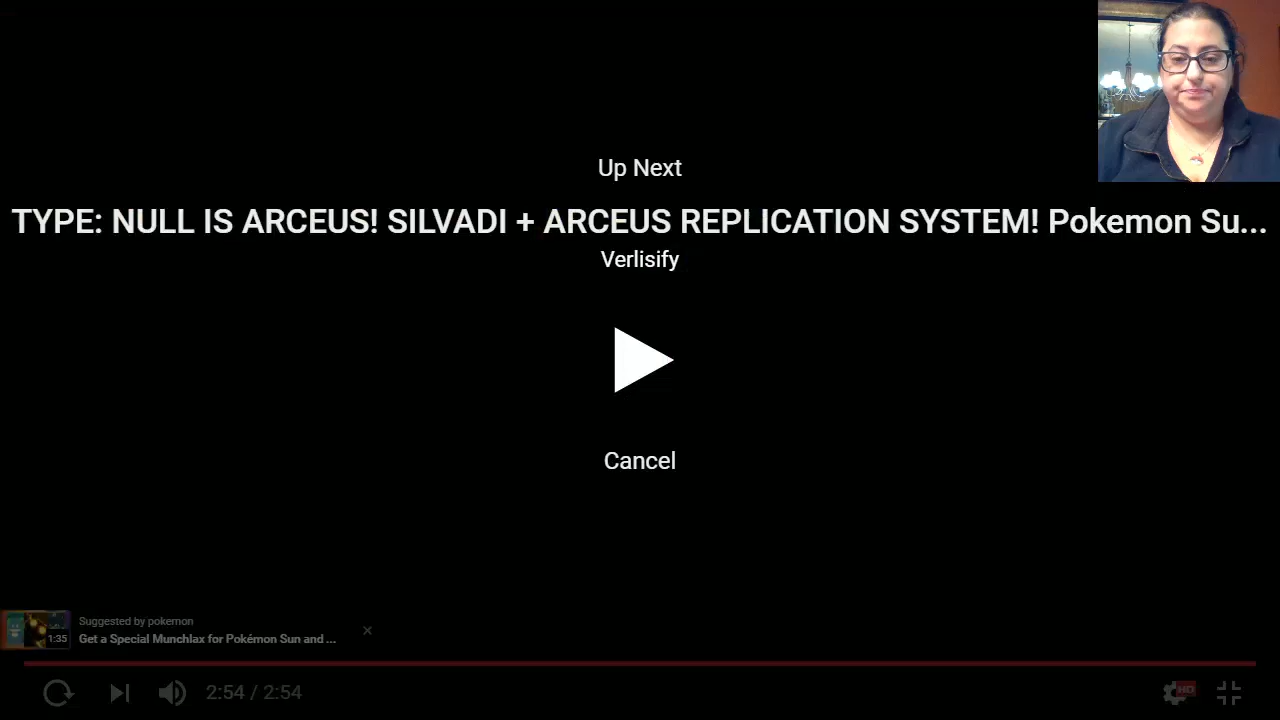 Up Next
TYPE: NULL IS ARCEUS! SILVADI + ARCEUS REPLICATION SYSTEM! Pokemon Su...
Verlisify
Cancel
Suggested by pokemon
1:35
Get a Special Munchlax for Pokémon Sun and ...
2:54 / 2:54
HD